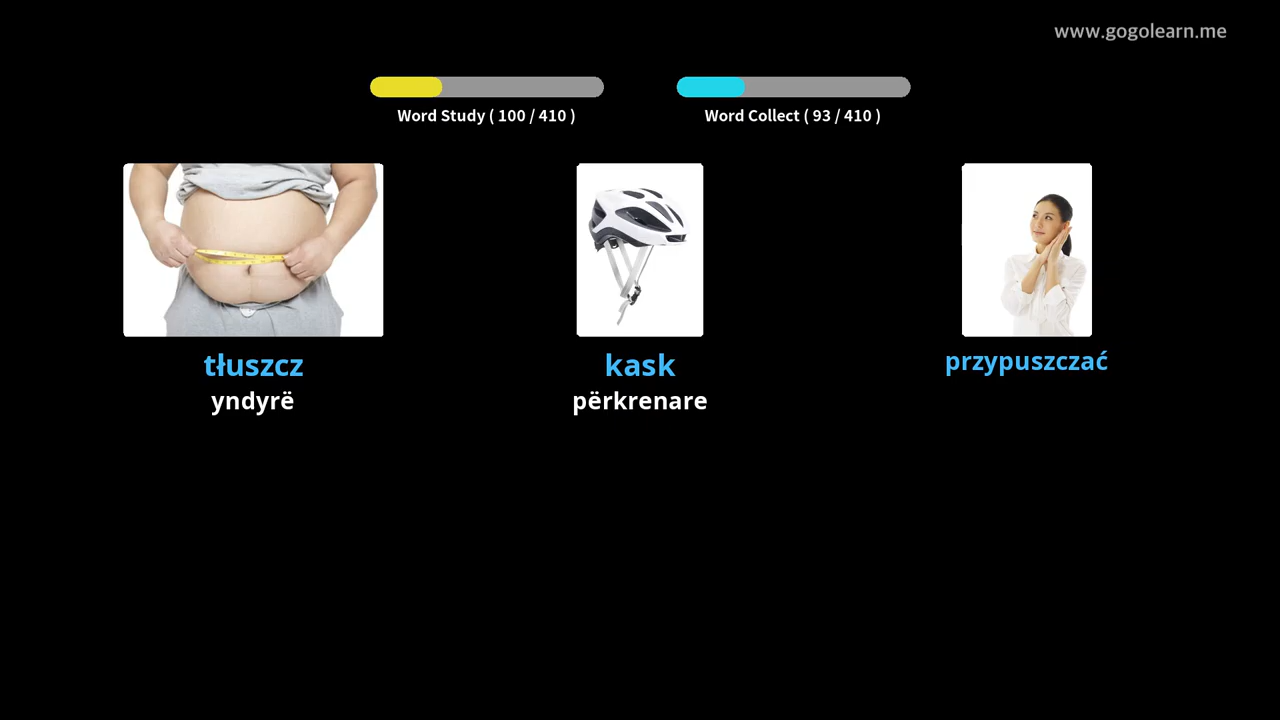 www.gogolearn.me
Word Study ( 100 / 410 )
Word Collect ( 93 / 410 )
tłuszcz
kask
przypuszczać
yndyrë
përkrenare